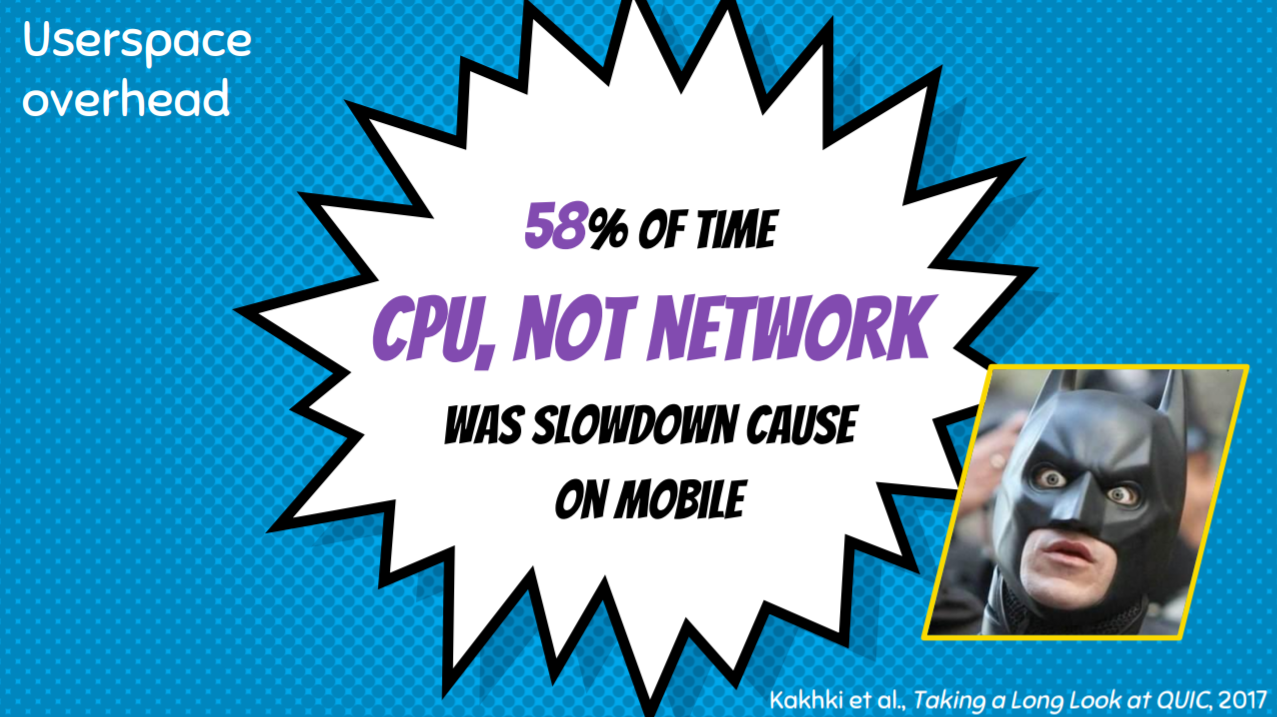 Userspace
overhead
58% OF TIME
CPU, NOT NETWORK
WAS SLOWDOWN CAUSE
ON MOBILE
Kakhki et al., Taking a Long Look at QUIC, 2017